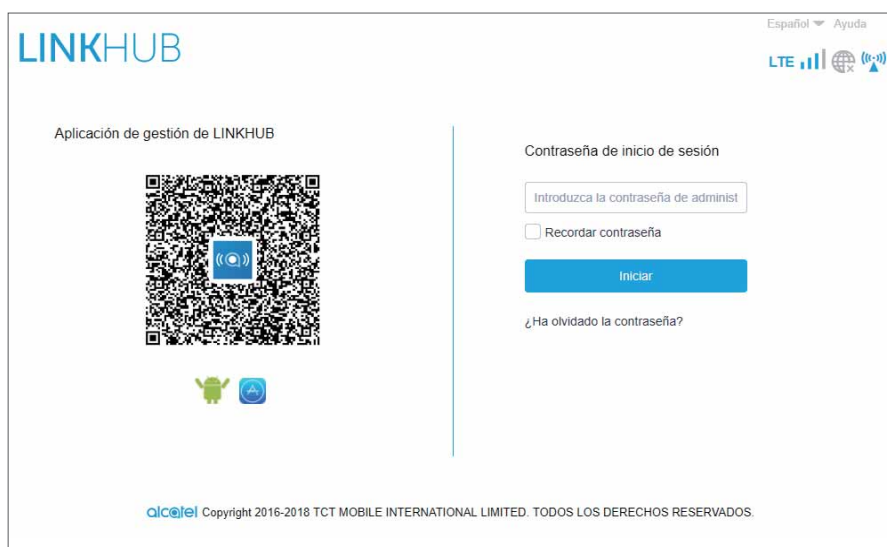 Español Ayuda
LINKHUB
LTE
Aplicación de gestión de LINKHUB
Contraseña de inicio de sesión
Introduzca la contraseña de administ
Recordar contraseña
Iniciar
¿Ha olvidado la contraseña?
alcatel Copyright 2016-2018 TCT MOBILE INTERNATIONAL LIMITED. TODOS LOS DERECHOS RESERVADOS.